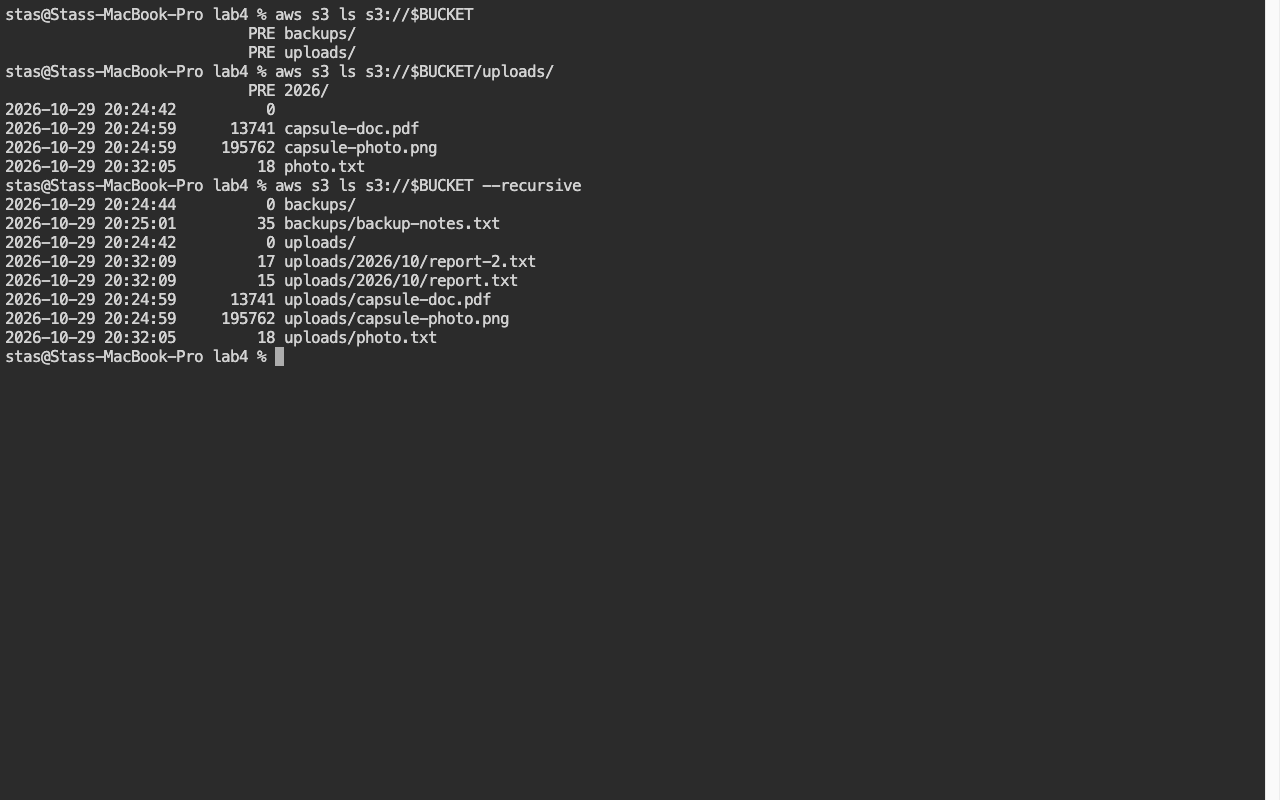 stas@Stass-MacBook-Pro lab4 % aws s3 ls s3://$BUCKET
                           PRE backups/
                           PRE uploads/
stas@Stass-MacBook-Pro lab4 % aws s3 ls s3://$BUCKET/uploads/
                           PRE 2026/
2026-10-29 20:24:42          0
2026-10-29 20:24:59      13741 capsule-doc.pdf
2026-10-29 20:24:59     195762 capsule-photo.png
2026-10-29 20:32:05         18 photo.txt
stas@Stass-MacBook-Pro lab4 % aws s3 ls s3://$BUCKET --recursive
2026-10-29 20:24:44          0 backups/
2026-10-29 20:25:01         35 backups/backup-notes.txt
2026-10-29 20:24:42          0 uploads/
2026-10-29 20:32:09         17 uploads/2026/10/report-2.txt
2026-10-29 20:32:09         15 uploads/2026/10/report.txt
2026-10-29 20:24:59      13741 uploads/capsule-doc.pdf
2026-10-29 20:24:59     195762 uploads/capsule-photo.png
2026-10-29 20:32:05         18 uploads/photo.txt
stas@Stass-MacBook-Pro lab4 %